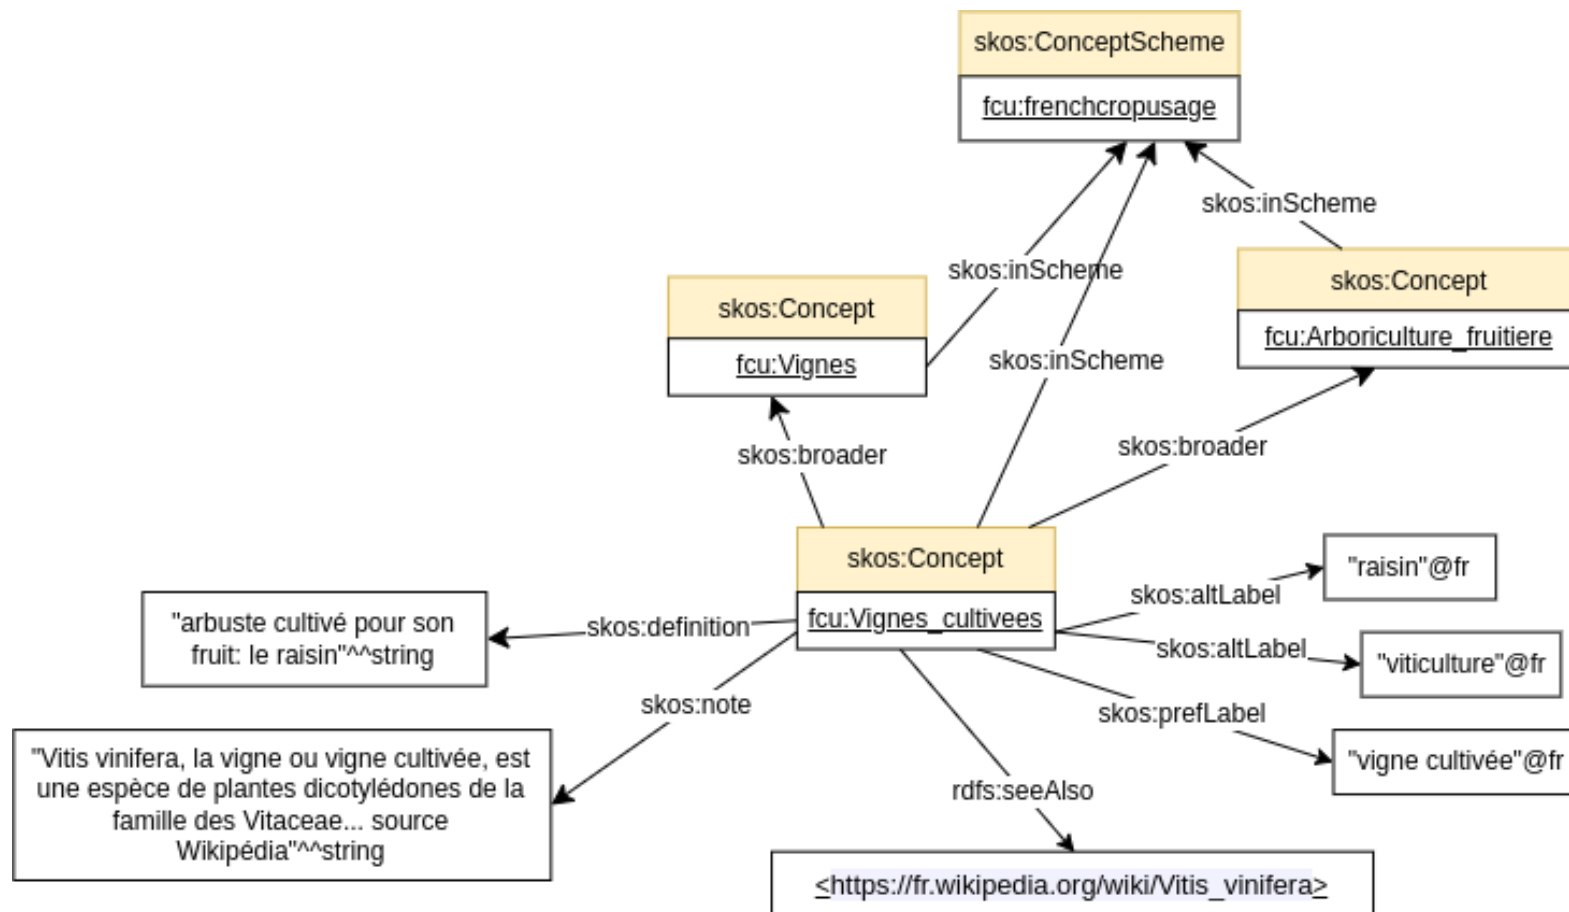 skos:ConceptScheme
fcu:frenchcropusage
skos:inScheme
skos:inScheme
skos:Concept
fcu:Arboriculture_fruitiere
skos:Concept
fcu:Vignes
skos:inScheme
skos:broader
skos:broader
skos:Concept
fcu:Vignes_cultivees
"raisin"@fr
skos:altLabel
"arbuste cultivé pour son
fruit: le raisin"^^string
skos:definition
skos:altLabel
"viticulture"@fr
skos:note
skos:prefLabel
"vigne cultivée"@fr
"Vitis vinifera, la vigne ou vigne cultivée, est
une espèce de plantes dicotylédones de la
famille des Vitaceae... source
Wikipédia"^^string
rdfs:seeAlso
<https://fr.wikipedia.org/wiki/Vitis_vinifera>